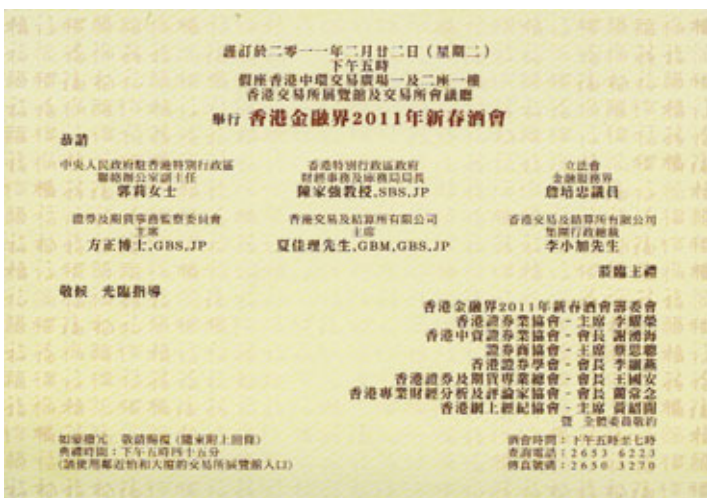 謹訂於二零一一年二月廿二日(星期二)
下午五時
假座香港中環交易廣場一及二座一樓
香港交易所展覽館及交易所會議廳
舉行 香港金融界2011年新春酒會
恭請
中央人民政府駐香港特別行政區
聯絡辦公室副主任
郭莉女士
香港特別行政區政府
財經事務及庫務局局長
陳家強教授,SBS,JP
立法會
金融服務界
詹培忠議員
證券及期貨事務監察委員會
主席
方正博士,GBS,JP
香港交易及結算所有限公司
主席
夏佳理先生,GBM,GBS,JP
香港交易及結算所有限公司
集團行政總裁
李小加先生
蒞臨主禮
敬候 光臨指導
香港金融界2011年新春酒會籌委會
香港證券業協會 - 主席 李耀榮
香港中資證券業協會 - 會長 謝湧海
證券商協會 - 主席 蔡思聰
香港證券學會 - 會長 李細燕
香港證券及期貨專業總會 - 會長 王國安
香港專業財經分析及評論家協會 - 會長 關常念
香港網上經紀協會 - 主席 黃紹開
暨 全體委員敬約
如蒙撥冗 敬請賜覆(隨柬附上回條)
典禮時間:下午五時四十五分
(請使用鄰近怡和大廈的交易所展覽館入口)
酒會時間:下午五時至七時
查詢電話:2653 6223
傳真號碼:2650 3270